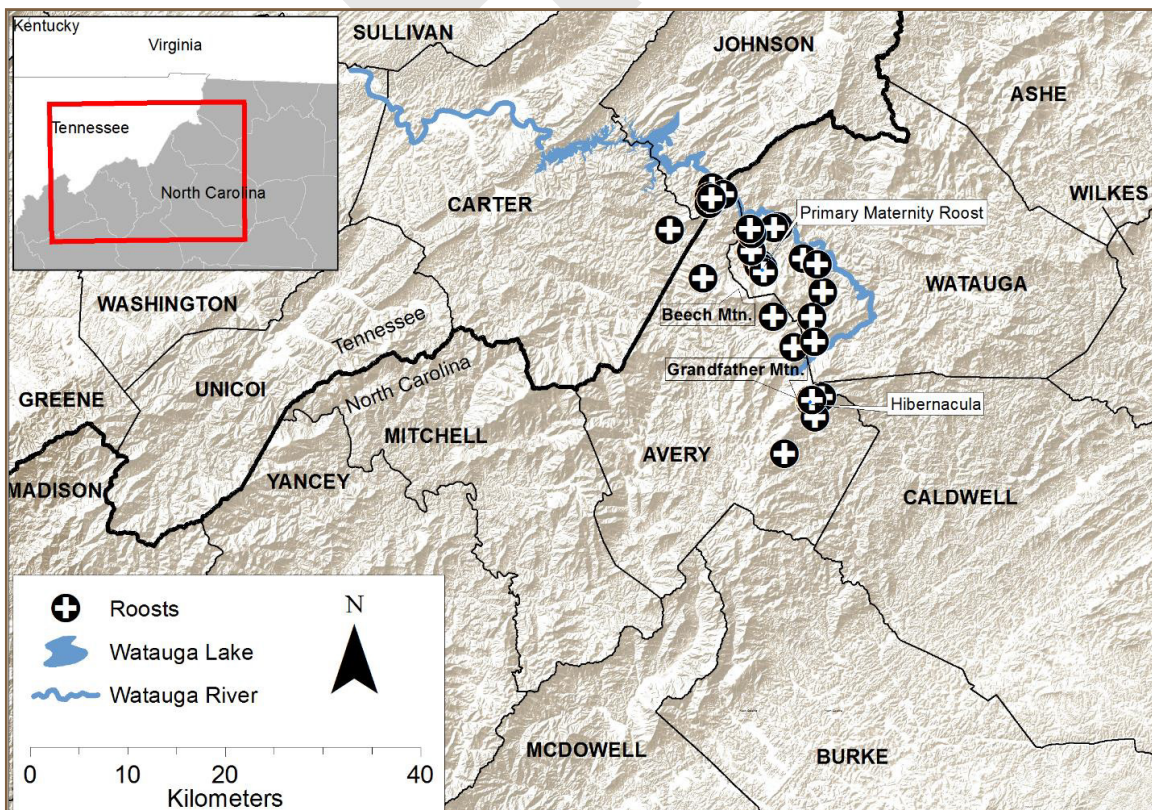 Kentucky
Virginia
Tennessee
North Carolina
SULLIVAN
JOHNSON
ASHE
WILKES
CARTER
Primary Maternity Roost
WATAUGA
WASHINGTON
Beech Mtn.
Tennessee
North Carolina
Grandfather Mtn.
Hibernacula
GREENE
UNICOI
MITCHELL
AVERY
MADISON
YANCEY
CALDWELL
MCDOWELL
BURKE
Roosts
Watauga Lake
Watauga River
N
0 10 20 40
Kilometers